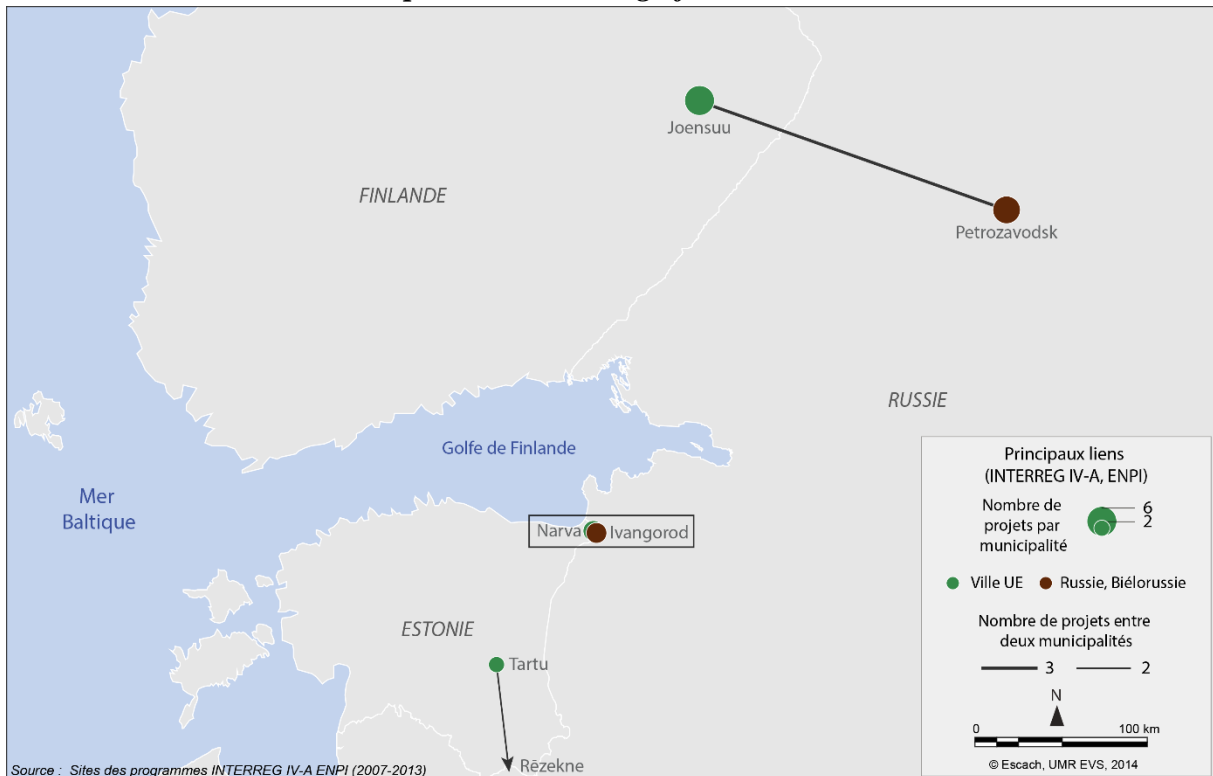 Joensuu
FINLANDE
Petrozavodsk
RUSSIE
Golfe de Finlande
Mer
Baltique
Narva
Ivangorod
ESTONIE
Tartu
Rēzekne
Principaux liens
(INTERREG IV-A, ENPI)
Nombre de
projets par
municipalité
6
2
Ville UE
Russie, Biélorussie
Nombre de projets entre
deux municipalités
3
2
N
0
100 km
© Escach, UMR EVS, 2014
Source : Sites des programmes INTERREG IV-A ENPI (2007-2013)